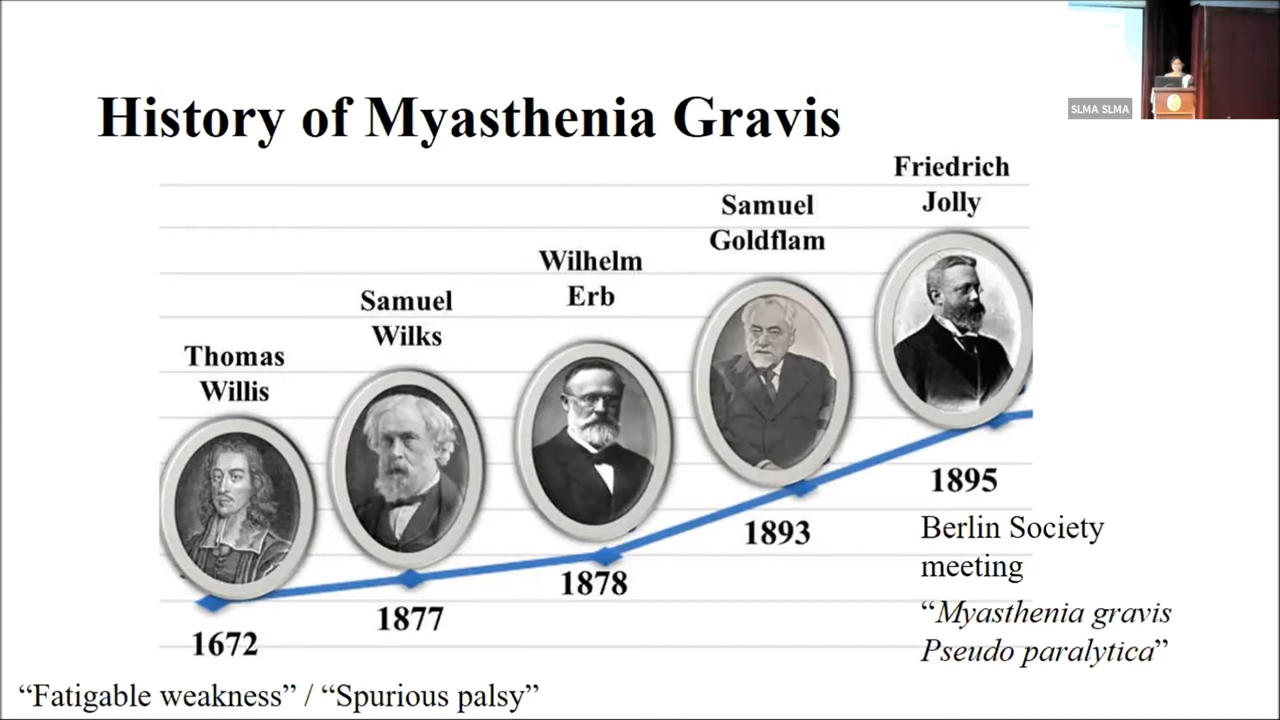 SLMA SLMA
History of Myasthenia Gravis
Thomas
Willis
1672
Samuel
Wilks
1877
Wilhelm
Erb
1878
Samuel
Goldflam
1893
Friedrich
Jolly
1895
Berlin Society
meeting
“Myasthenia gravis
Pseudo paralytica”
“Fatigable weakness” / “Spurious palsy”